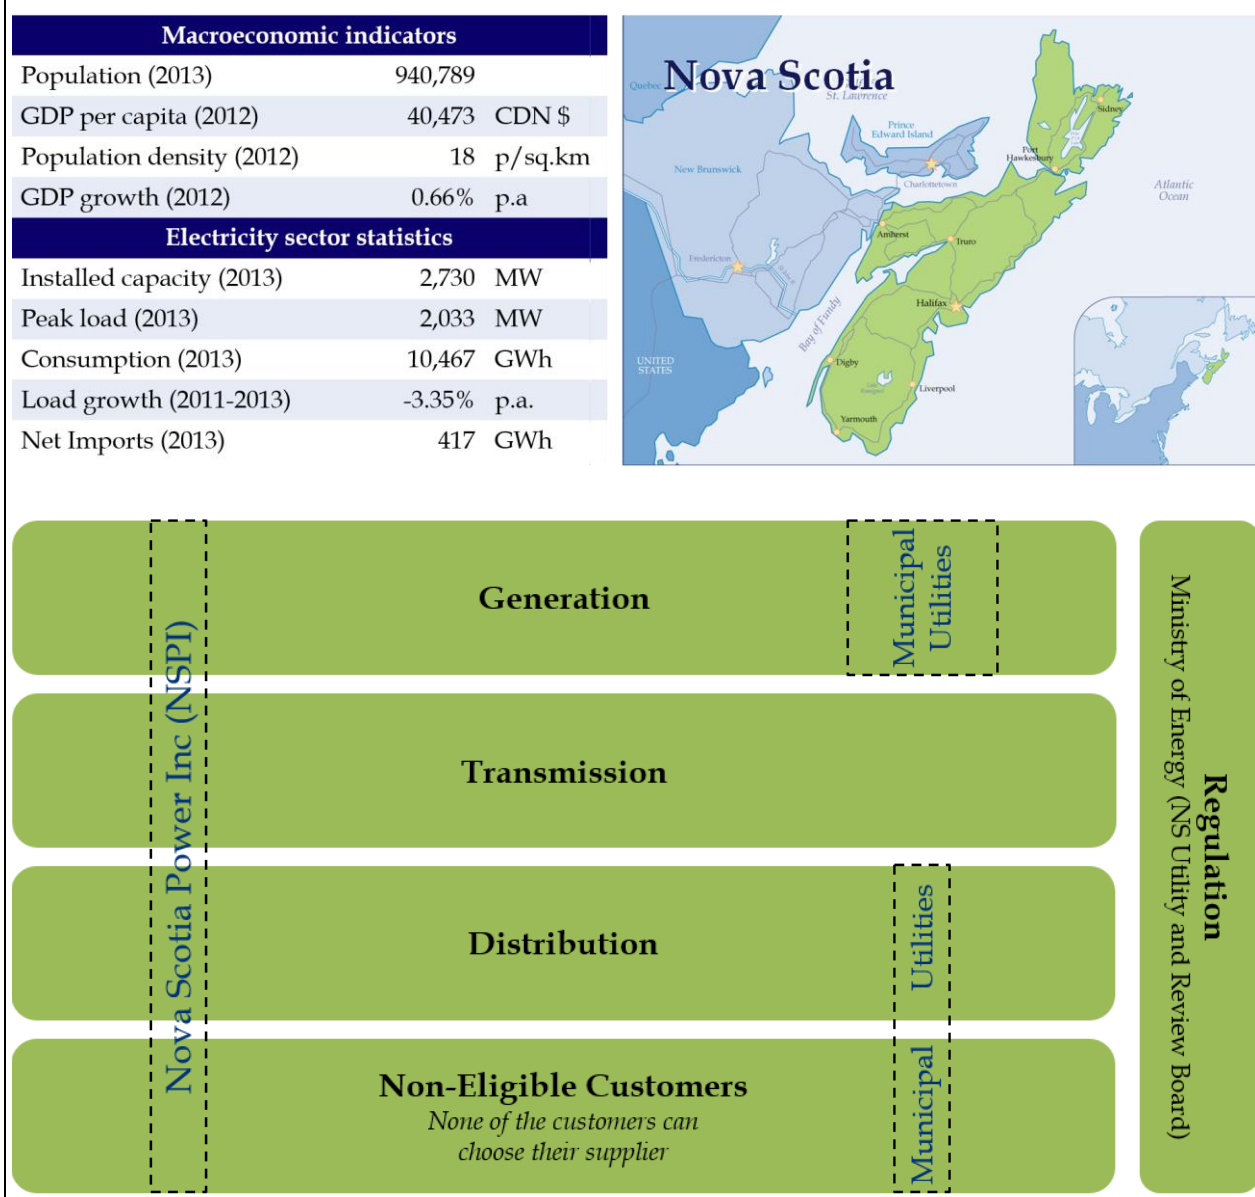 Macroeconomic indicators
Population (2013) 940,789
GDP per capita (2012) 40,473 CDN $
Population density (2012) 18 p/sq.km
GDP growth (2012) 0.66% p.a
Electricity sector statistics
Installed capacity (2013) 2,730 MW
Peak load (2013) 2,033 MW
Consumption (2013) 10,467 GWh
Load growth (2011-2013) -3.35% p.a.
Net Imports (2013) 417 GWh
Nova Scotia
Quebec
St. Lawrence
Sidney
Prince
Edward Island
Port
Hawkesbury
New Brunswick
Charlottetown
Atlantic
Ocean
Amherst
Truro
Fredericton
Halifax
Bay of Fundy
UNITED
STATES
Digby
Liverpool
Yarmouth
Generation
Municipal
Utilities
Transmission
Distribution
Utilities
Non-Eligible Customers
None of the customers can
choose their supplier
Municipal
Nova Scotia Power Inc (NSPI)
Regulation
Ministry of Energy (NS Utility and Review Board)